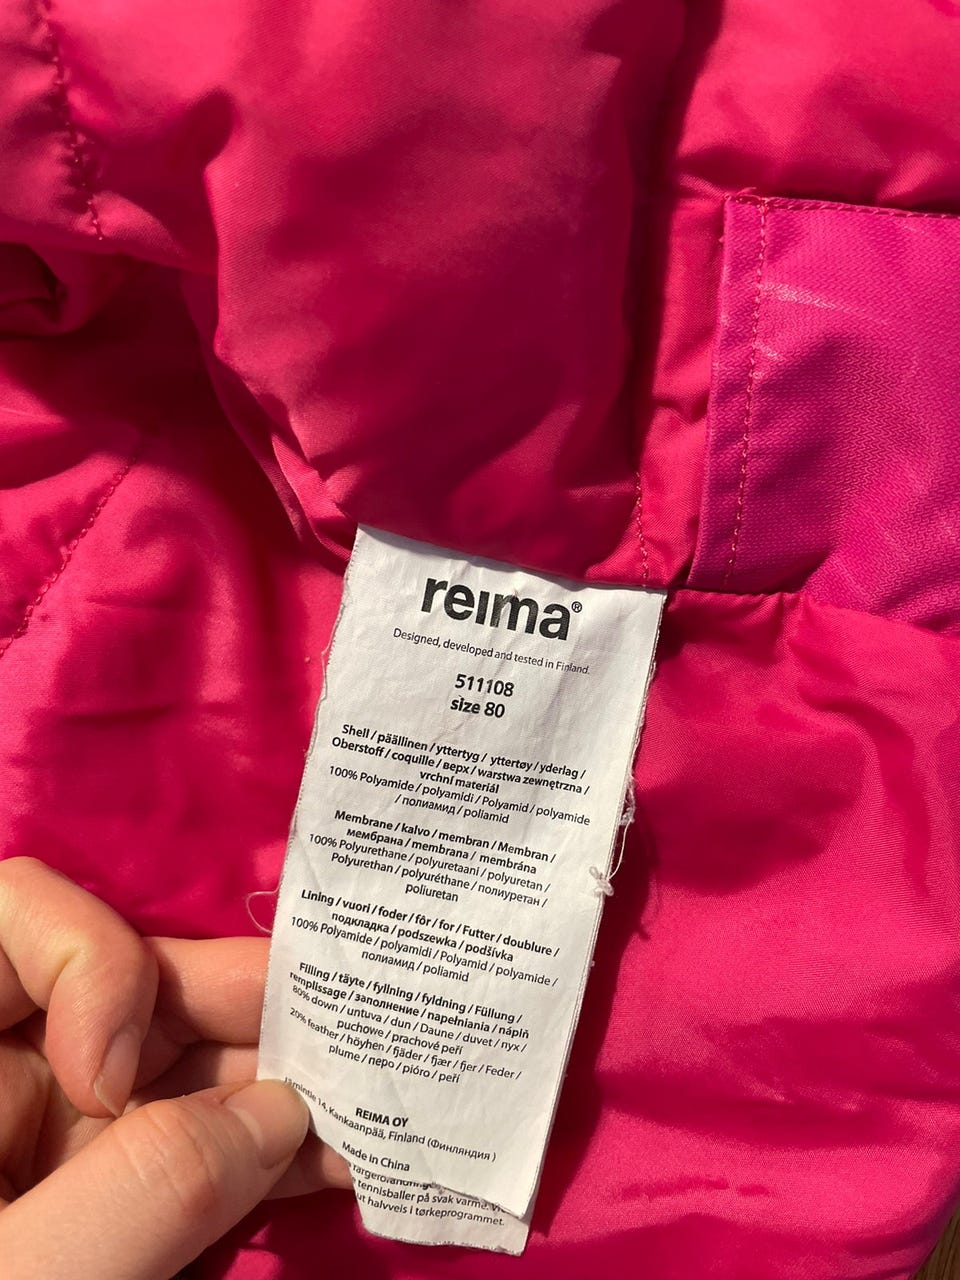 reima®
Designed, developed and tested in Finland.
511108
size 80
Shell / päällinen / yttertyg / yttertøy / yderlag /
Oberstoff / coquille / верх / warstwa zewnętrzna /
vrchní materiál
100% Polyamide / polyamidi / Polyamid / polyamide
/ полиамид / poliamid
Membrane / kalvo / membran / Membran /
мембрана / membrana / membrána
100% Polyurethane / polyuretaani / polyuretan /
Polyurethan / polyuréthane / полиуретан /
poliuretan
Lining / vuori / foder / fôr / for / Futter / doublure /
подкладка / podszewka / podšívka
100% Polyamide / polyamidi / Polyamid / polyamide /
полиамид / poliamid
Filling / täyte / fyllning / fyldning / Füllung /
remplissage / заполнение / napełniania / náplň
80% down / untuva / dun / Daune / duvet / пух /
puchowe / prachové peří
20% feather / höyhen / fjäder / fjær / fjer / Feder /
plume / перо / pióro / peří
REIMA OY
Järnintie 14, Kankaanpää, Finland (Финляндия )
Made in China
tennisballer på svak varme.
ut halvveis i tørkeprogrammet.